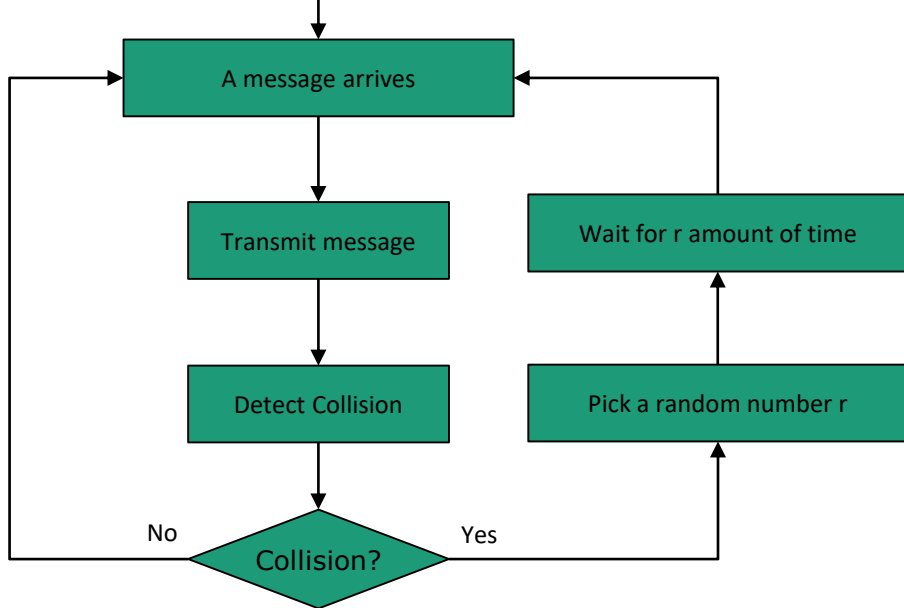 A message arrives
Transmit message
Wait for r amount of time
Detect Collision
Pick a random number r
No
Yes
Collision?